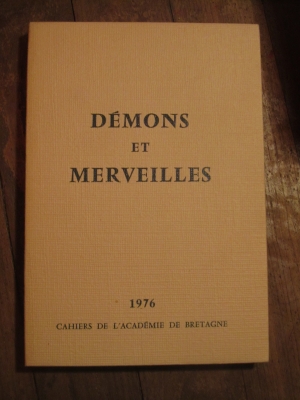 DÉMONS
ET
MERVEILLES
1976
CAHIERS DE L'ACADÉMIE DE BRETAGNE